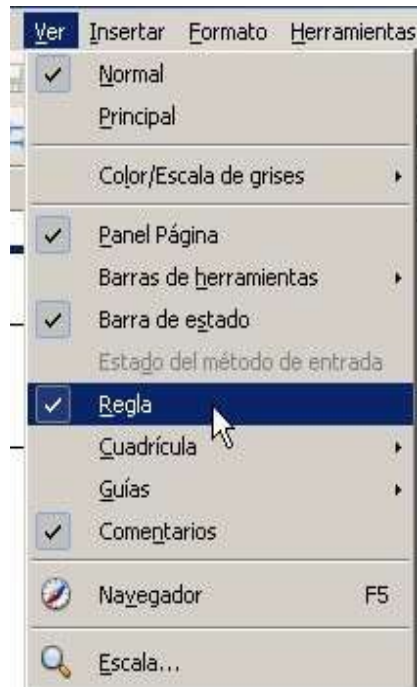 Ver Insertar Formato Herramientas
Normal
Principal
Color/Escala de grises
Panel Página
Barras de herramientas
Barra de estado
Estado del método de entrada
Regla
Cuadrícula
Guías
Comentarios
Navegador F5
Escala...